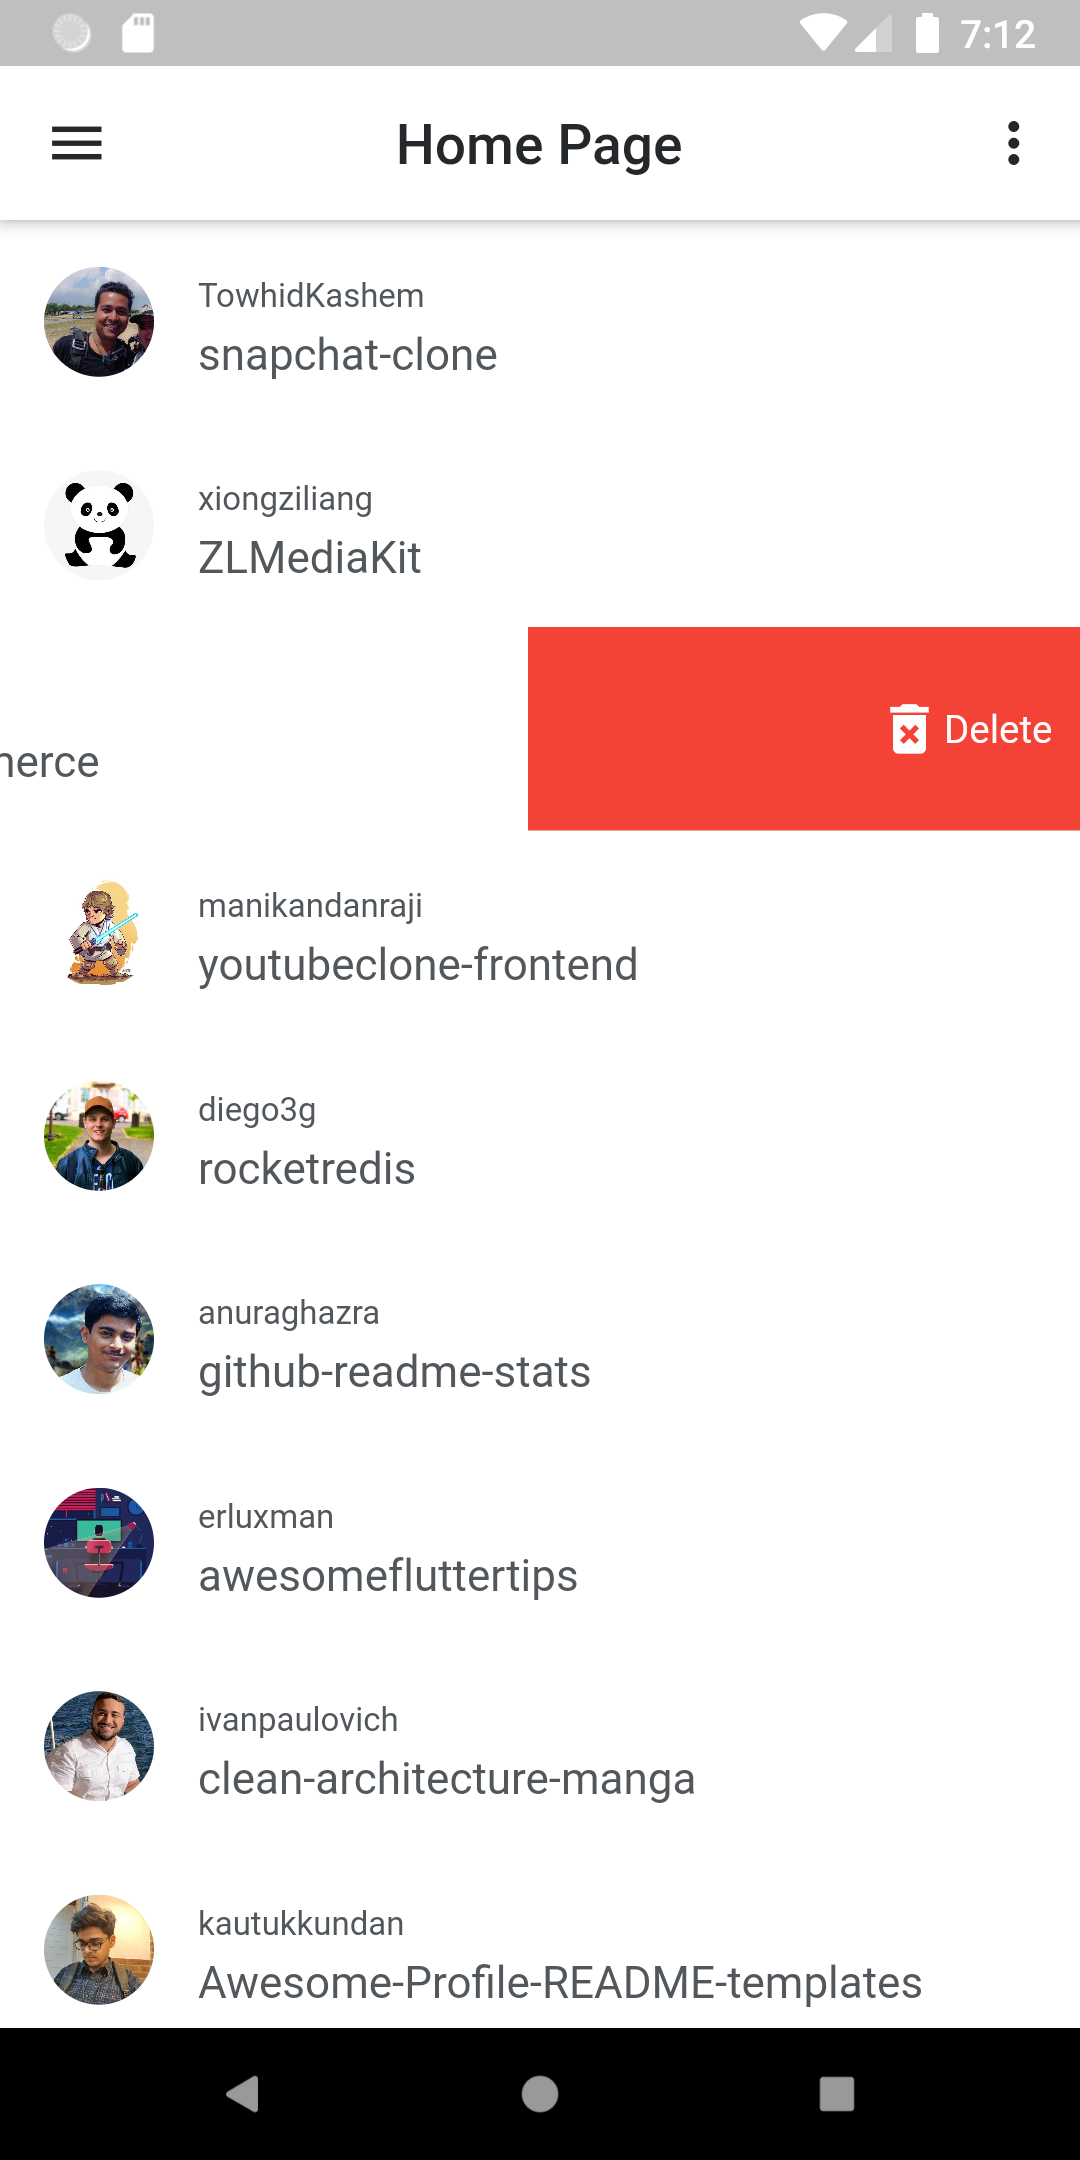 7:12
Home Page
TowhidKashem
snapchat-clone
xiongziliang
ZLMediaKit
Delete
merce
manikandanraji
youtubeclone-frontend
diego3g
rocketredis
anuraghazra
github-readme-stats
erluxman
awesomefluttertips
ivanpaulovich
clean-architecture-manga
kautukkundan
Awesome-Profile-README-templates